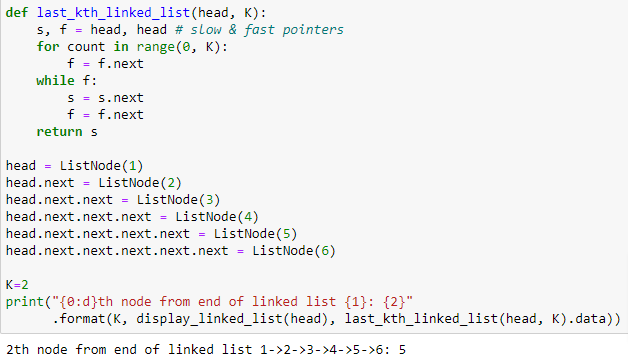 def last_kth_linked_list(head, K):
    s, f = head, head # slow & fast pointers
    for count in range(0, K):
        f = f.next
    while f:
        s = s.next
        f = f.next
    return s

head = ListNode(1)
head.next = ListNode(2)
head.next.next = ListNode(3)
head.next.next.next = ListNode(4)
head.next.next.next.next = ListNode(5)
head.next.next.next.next.next = ListNode(6)

K=2
print("{0:d}th node from end of linked list {1}: {2}"
      .format(K, display_linked_list(head), last_kth_linked_list(head, K).data))
2th node from end of linked list 1->2->3->4->5->6: 5